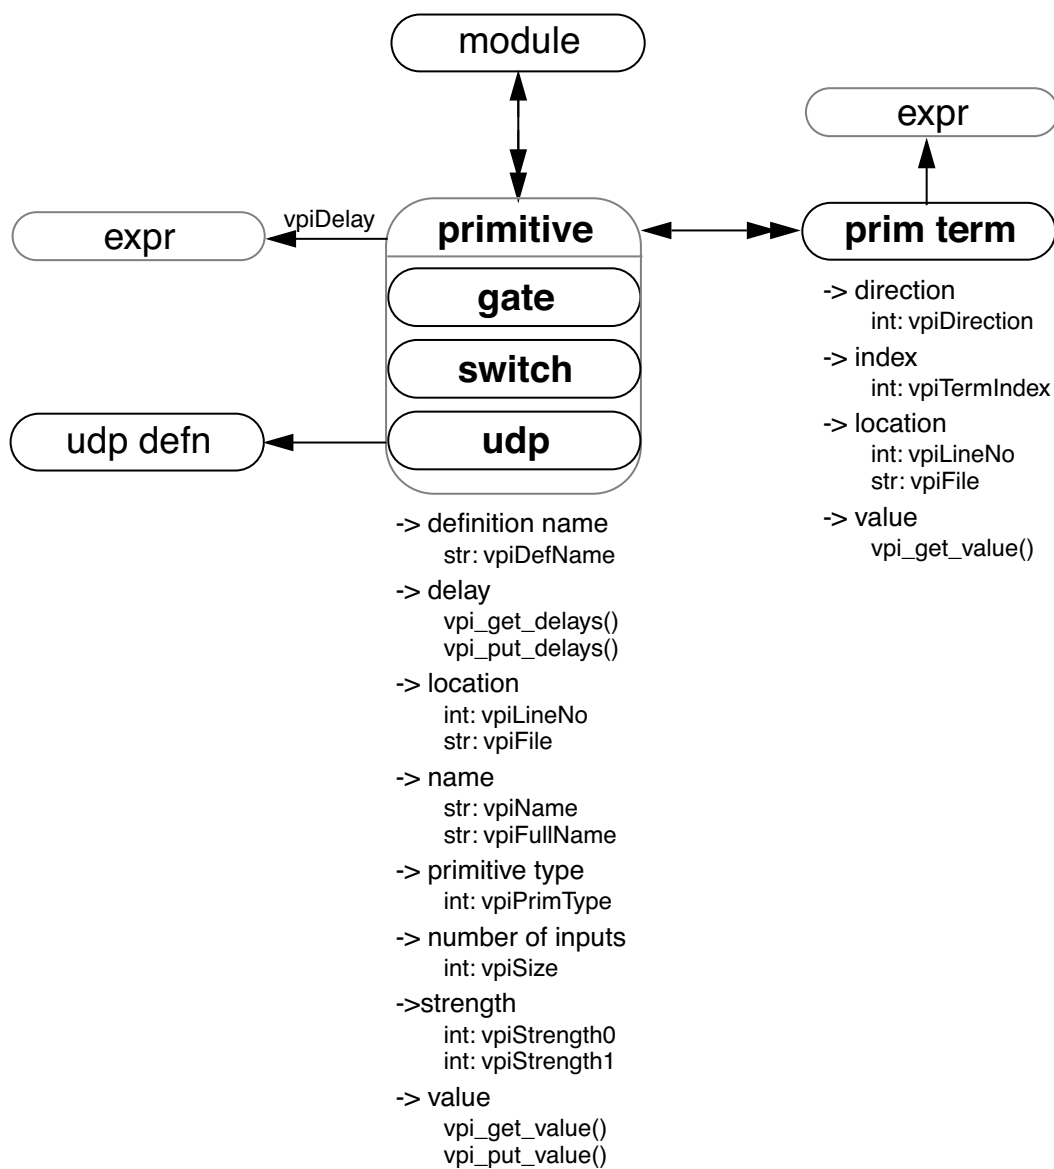 module
expr
vpiDelay
expr
primitive
prim term
gate
switch
udp defn
udp
-> direction
int: vpiDirection
-> index
int: vpiTermIndex
-> location
int: vpiLineNo
str: vpiFile
-> value
vpi_get_value()
-> definition name
str: vpiDefName
-> delay
vpi_get_delays()
vpi_put_delays()
-> location
int: vpiLineNo
str: vpiFile
-> name
str: vpiName
str: vpiFullName
-> primitive type
int: vpiPrimType
-> number of inputs
int: vpiSize
->strength
int: vpiStrength0
int: vpiStrength1
-> value
vpi_get_value()
vpi_put_value()